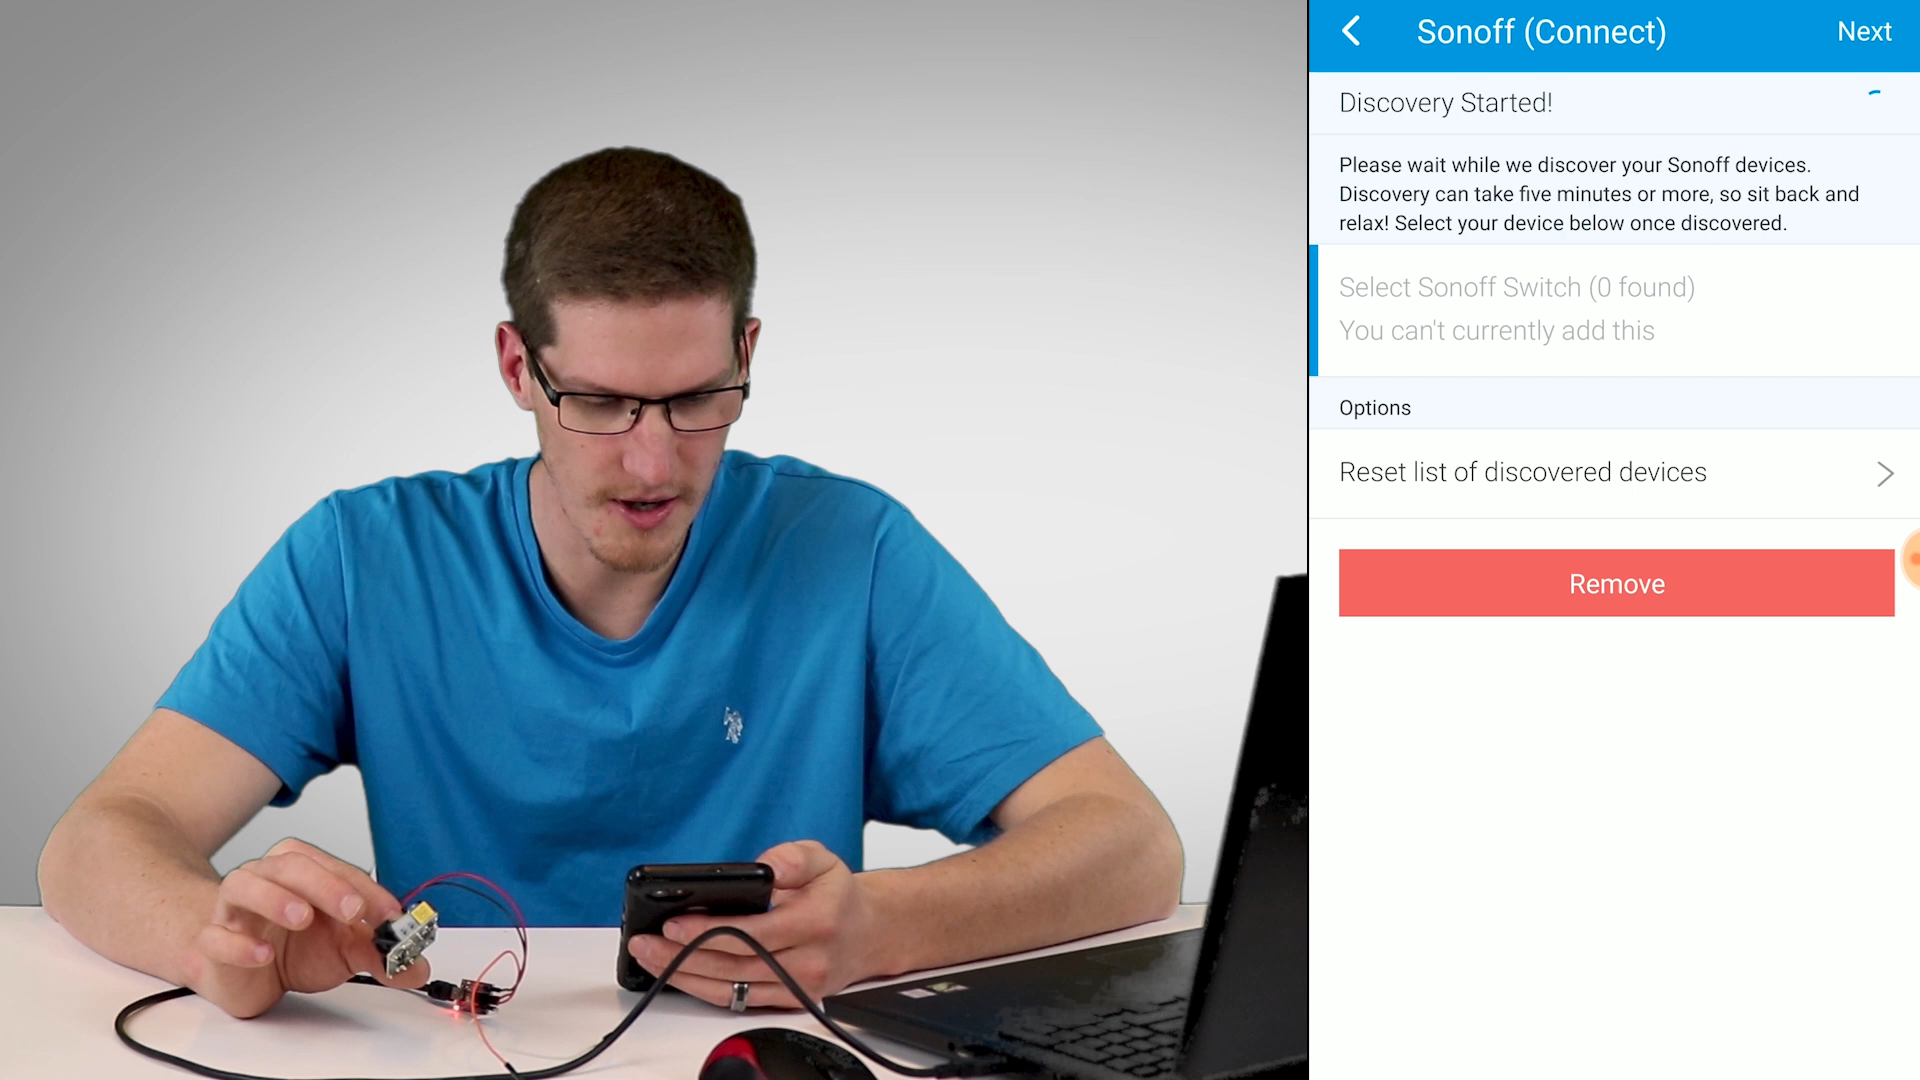 Sonoff (Connect)
Next
Discovery Started!
Please wait while we discover your Sonoff devices.
Discovery can take five minutes or more, so sit back and
relax! Select your device below once discovered.
Select Sonoff Switch (0 found)
You can't currently add this
Options
Reset list of discovered devices
Remove